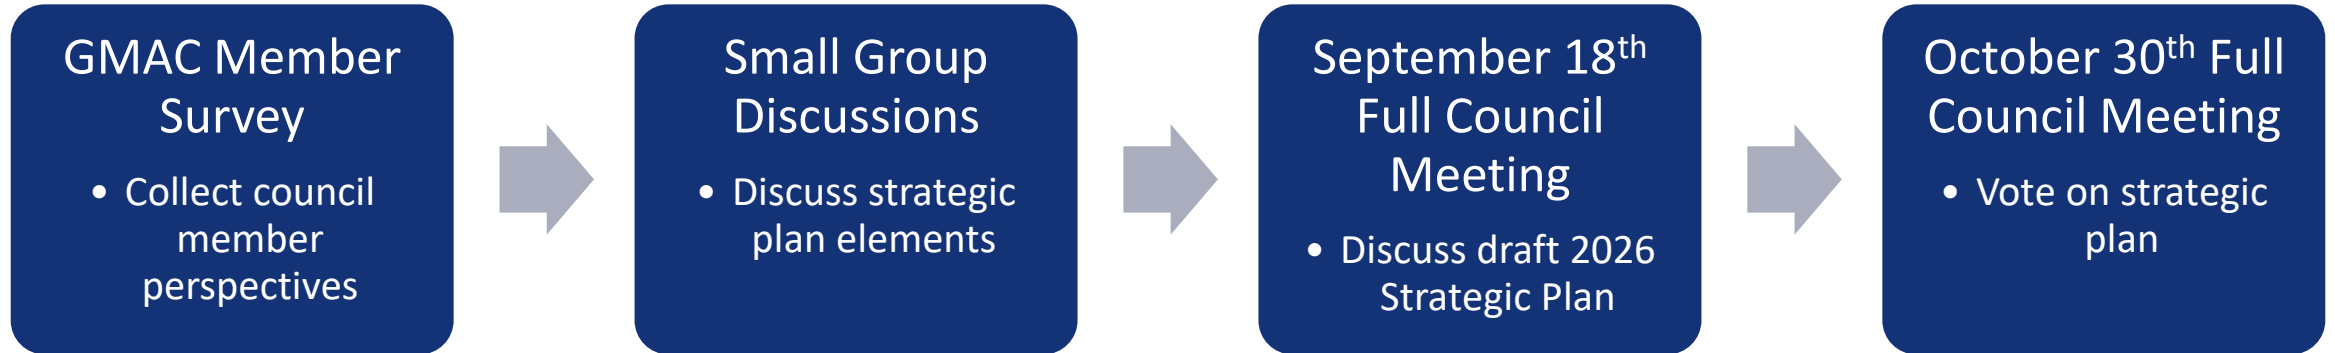 GMAC Member
Survey
• Collect council
member
perspectives
Small Group
Discussions
• Discuss strategic
plan elements
September 18th
Full Council
Meeting
• Discuss draft 2026
Strategic Plan
October 30th Full
Council Meeting
• Vote on strategic
plan